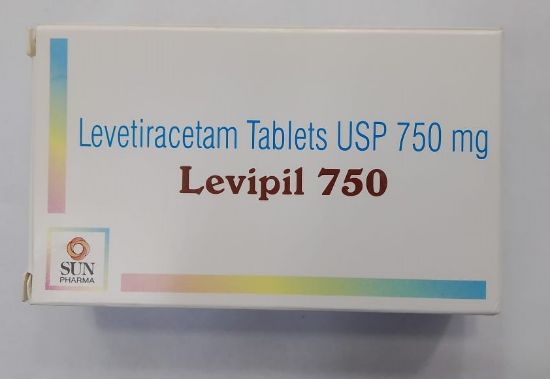 Levetiracetam Tablets USP 750 mg
Levipil 750
SUN
PHARMA